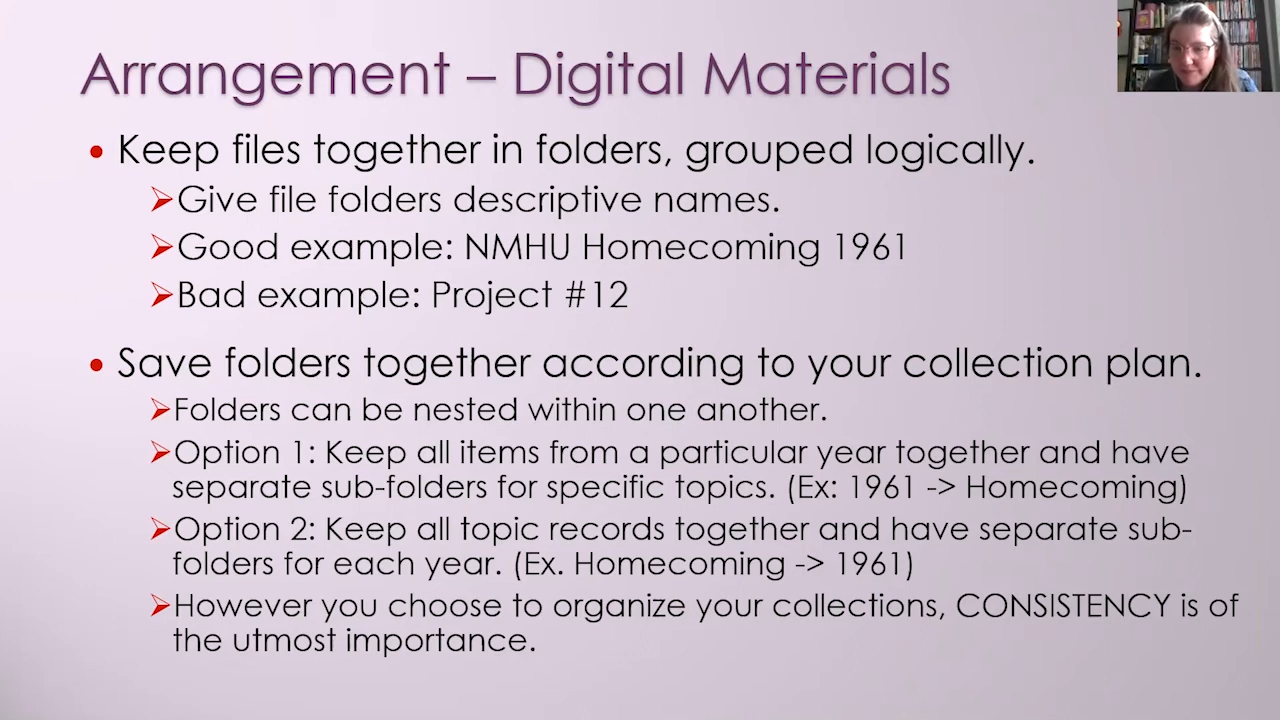 Arrangement – Digital Materials
• Keep files together in folders, grouped logically.
➢Give file folders descriptive names.
➢Good example: NMHU Homecoming 1961
➢Bad example: Project #12
• Save folders together according to your collection plan.
➢Folders can be nested within one another.
➢Option 1: Keep all items from a particular year together and have
separate sub-folders for specific topics. (Ex: 1961 -> Homecoming)
➢Option 2: Keep all topic records together and have separate sub-
folders for each year. (Ex. Homecoming -> 1961)
➢However you choose to organize your collections, CONSISTENCY is of
the utmost importance.